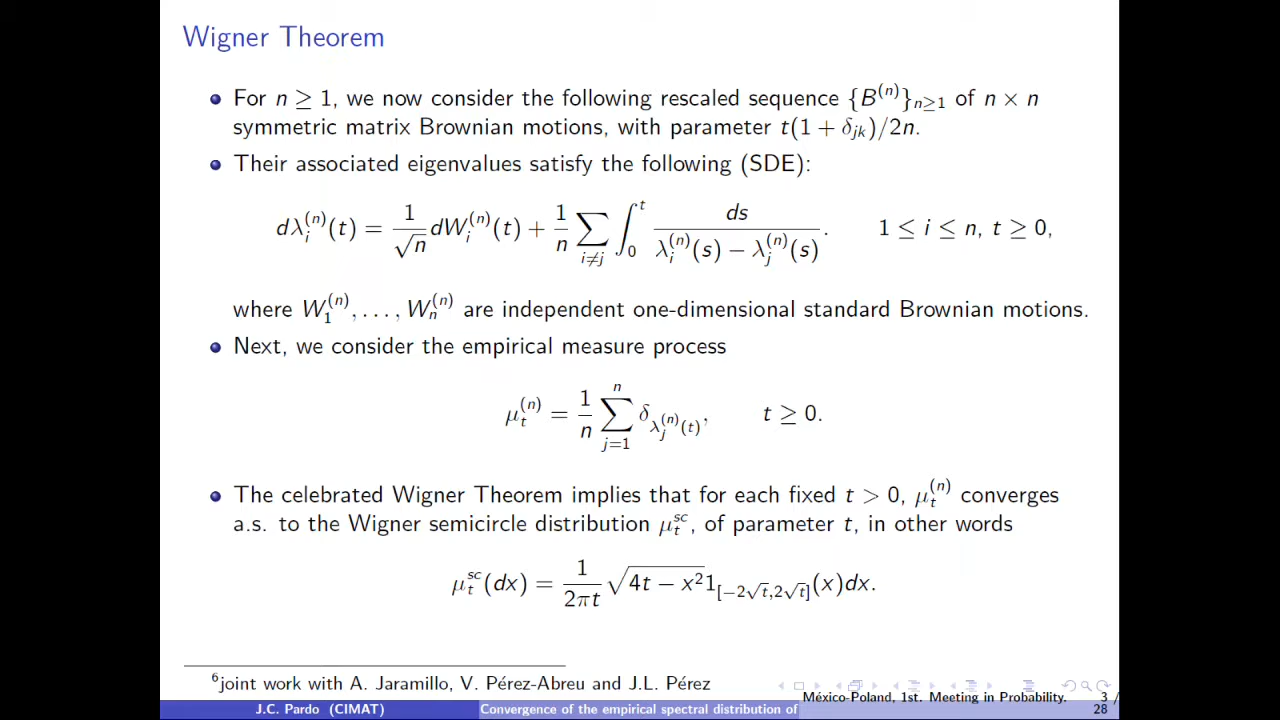 Wigner Theorem
For n ≥ 1, we now consider the following rescaled sequence {B⁽ⁿ⁾}ₙ≥₁ of n × n
symmetric matrix Brownian motions, with parameter t(1 + δ_{jk})/2n.
Their associated eigenvalues satisfy the following (SDE):
dλ_i^{(n)}(t) = \frac{1}{\sqrt{n}} dW_i^{(n)}(t) + \frac{1}{n} \sum_{i≠j} \int_0^t \frac{ds}{λ_i^{(n)}(s) − λ_j^{(n)}(s)}. 1 ≤ i ≤ n, t ≥ 0,
where W_1^{(n)}, . . . , W_n^{(n)} are independent one-dimensional standard Brownian motions.
Next, we consider the empirical measure process
μ_t^{(n)} = \frac{1}{n} \sum_{j=1}^{n} δ_{λ_j^{(n)}(t)}, t ≥ 0.
The celebrated Wigner Theorem implies that for each fixed t > 0, μ_t^{(n)} converges
a.s. to the Wigner semicircle distribution μ_t^{sc}, of parameter t, in other words
μ_t^{sc}(dx) = \frac{1}{2πt} \sqrt{4t − x^2} 1_{[−2\sqrt{t},2\sqrt{t}]}(x)dx.
⁶joint work with A. Jaramillo, V. Pérez-Abreu and J.L. Pérez
J.C. Pardo (CIMAT) Convergence of the empirical spectral distribution of México-Poland, 1st. Meeting in Probability. 3 / 28